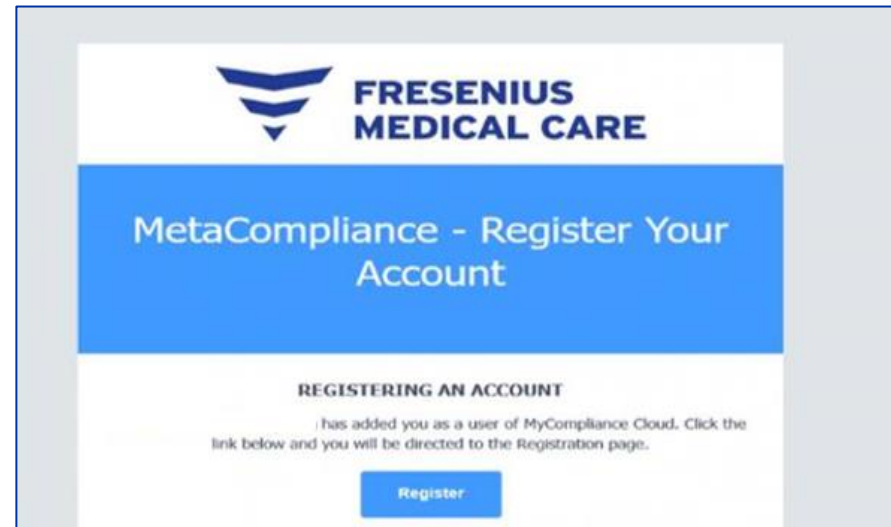 FRESENIUS
MEDICAL CARE
MetaCompliance - Register Your
Account
REGISTERING AN ACCOUNT
has added you as a user of MyCompliance Cloud. Click the
link below and you will be directed to the Registration page.
Register